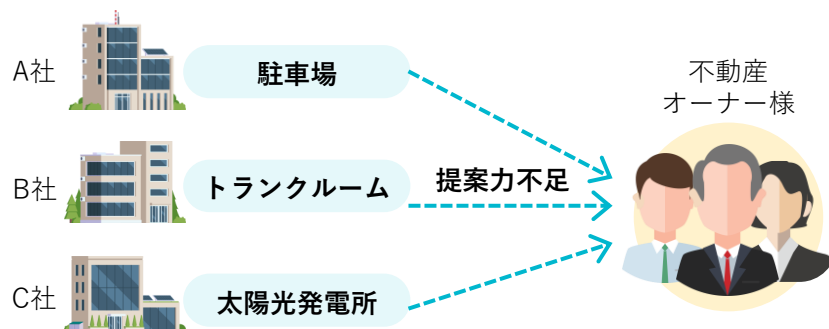 A社
駐車場
不動産
オーナー様
B社
トランクルーム
提案力不足
C社
太陽光発電所